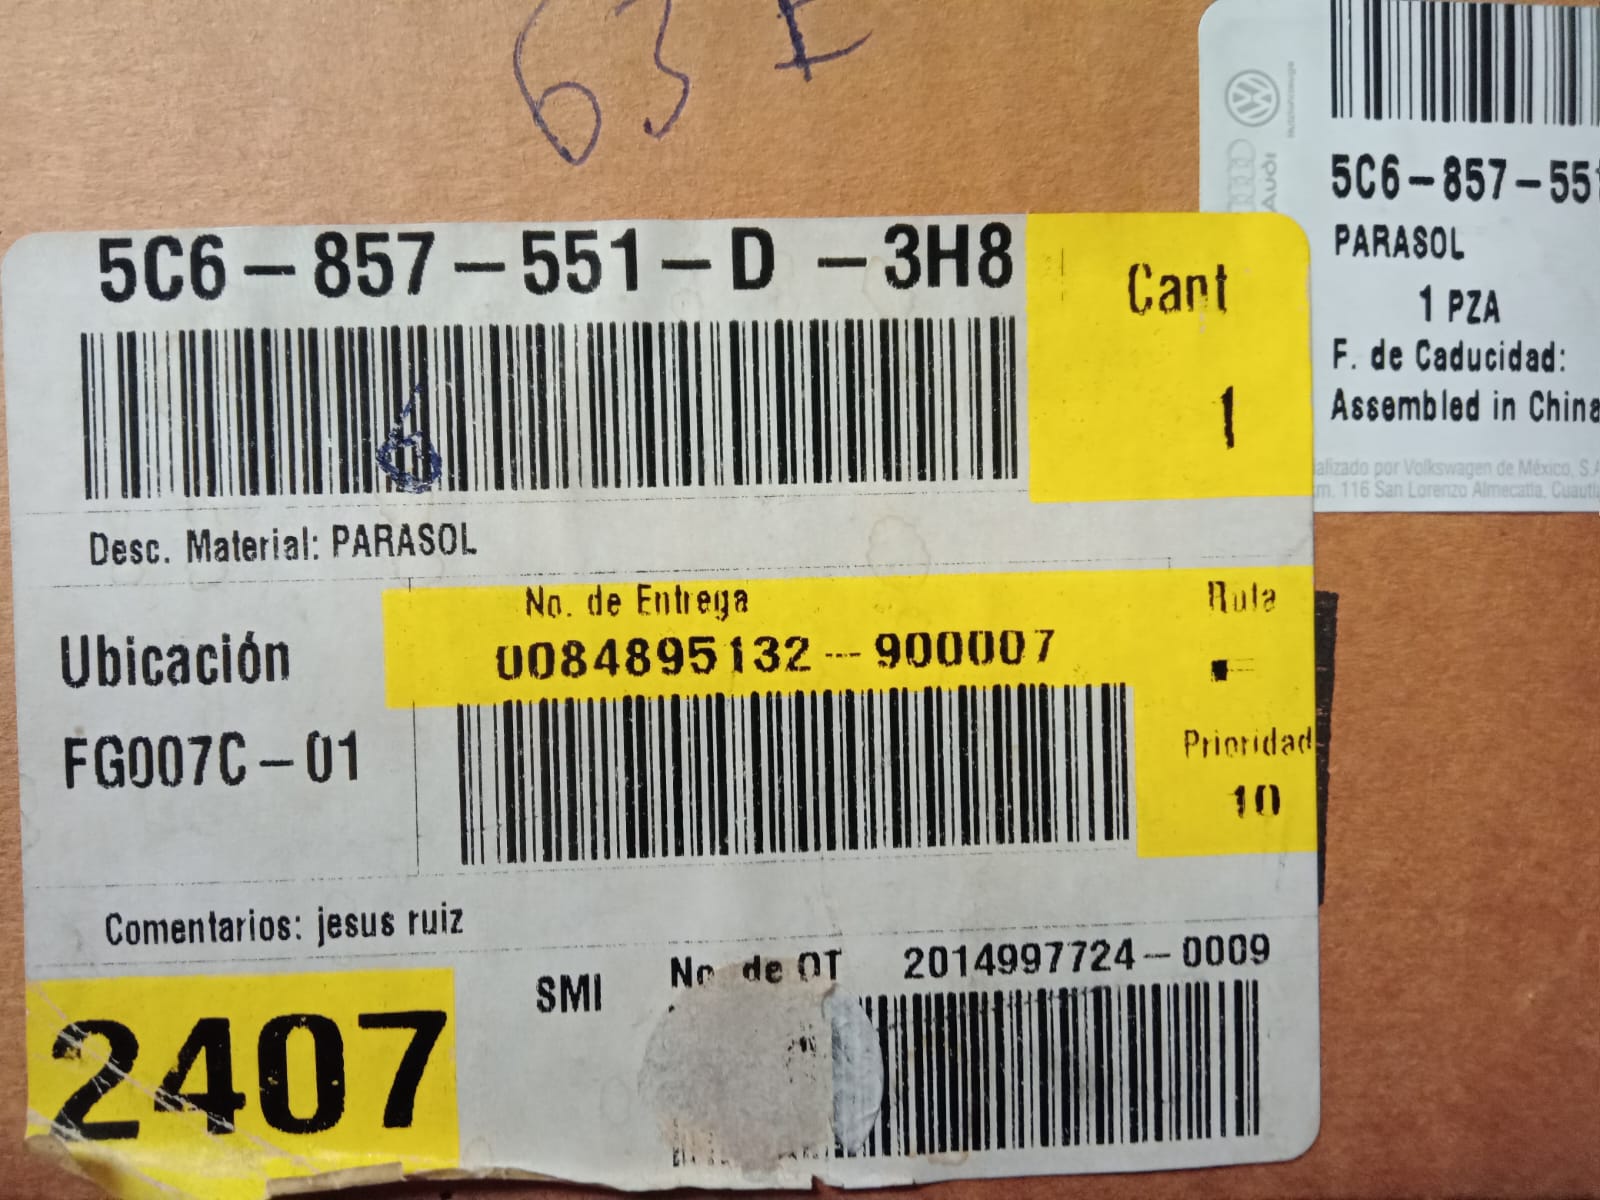 63
5C6-857-551-D -3H8
Cant
1
Desc. Material: PARASOL
No. de Entrega
0084895132-900007
Ruta
Ubicación
FG007C-01
Prioridad
10
Comentarios: jesus ruiz
SMI
No. de OT
2014997724-0009
2407
AUDI
5C6-857-551
PARASOL
1 PZA
F. de Caducidad:
Assembled in China
por Volkswagen de México, S.A
116 San Lorenzo Almecatla,